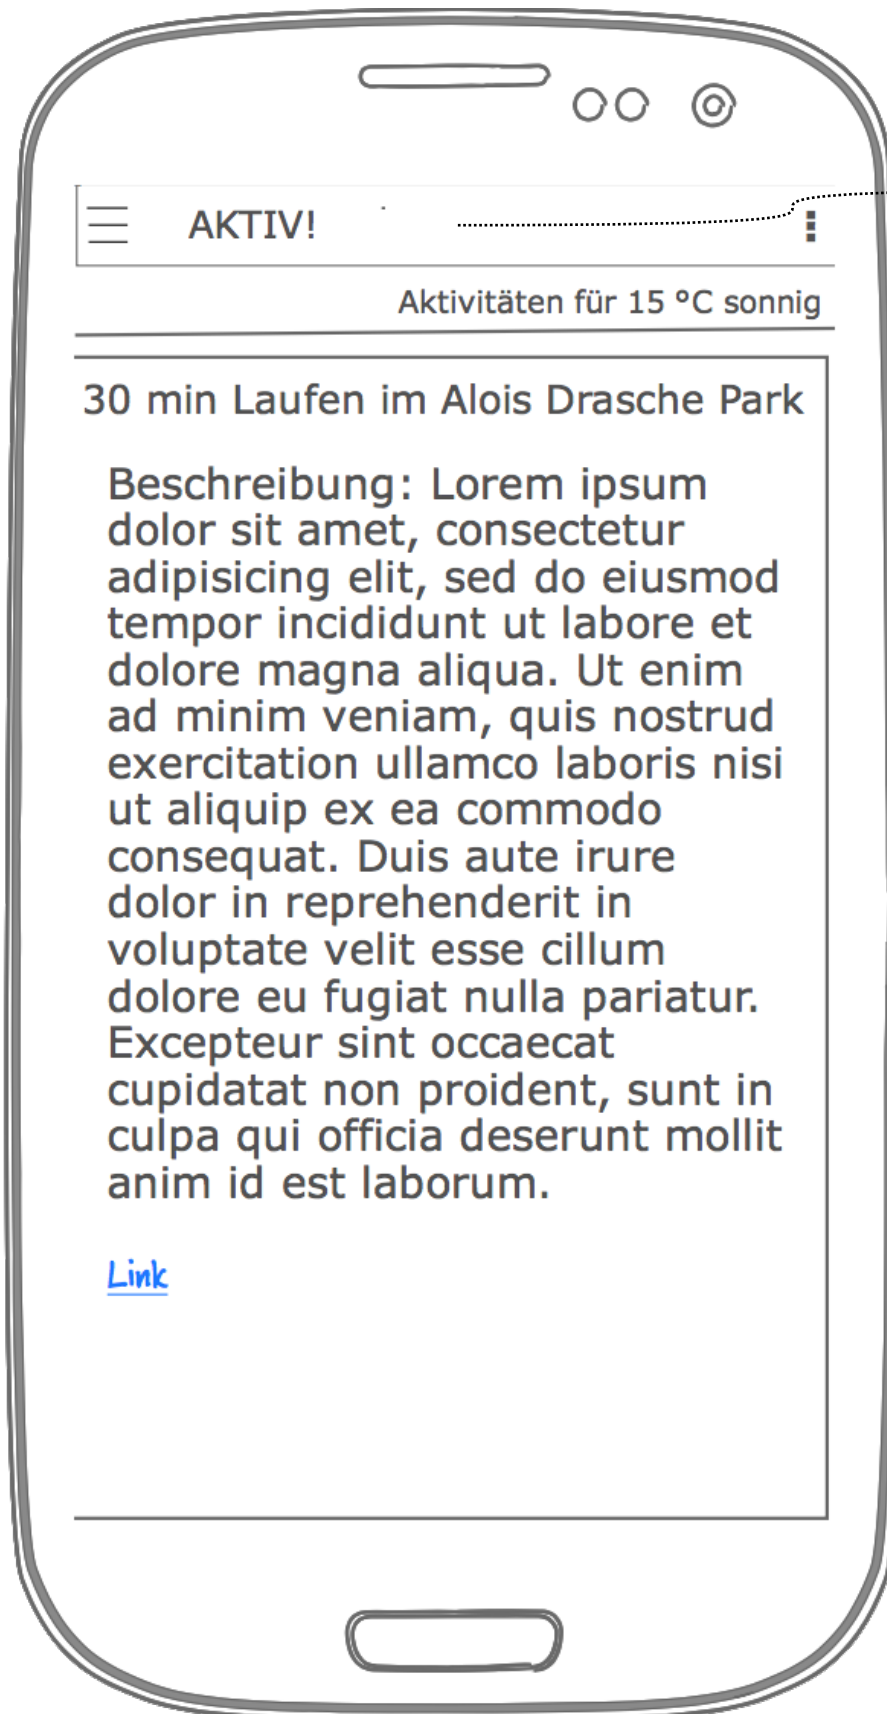 AKTIV!
Aktivitäten für 15 °C sonnig
30 min Laufen im Alois Drasche Park
Beschreibung: Lorem ipsum
dolor sit amet, consectetur
adipisicing elit, sed do eiusmod
tempor incididunt ut labore et
dolore magna aliqua. Ut enim
ad minim veniam, quis nostrud
exercitation ullamco laboris nisi
ut aliquip ex ea commodo
consequat. Duis aute irure
dolor in reprehenderit in
voluptate velit esse cillum
dolore eu fugiat nulla pariatur.
Excepteur sint occaecat
cupidatat non proident, sunt in
culpa qui officia deserunt mollit
anim id est laborum.
Link